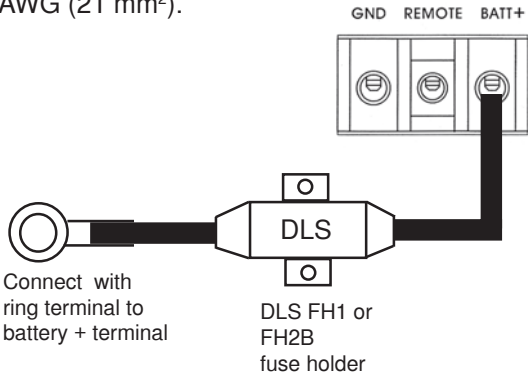 AWG (21 mm²).
GND REMOTE BATT+
DLS
Connect with
ring terminal to
battery + terminal
DLS FH1 or
FH2B
fuse holder